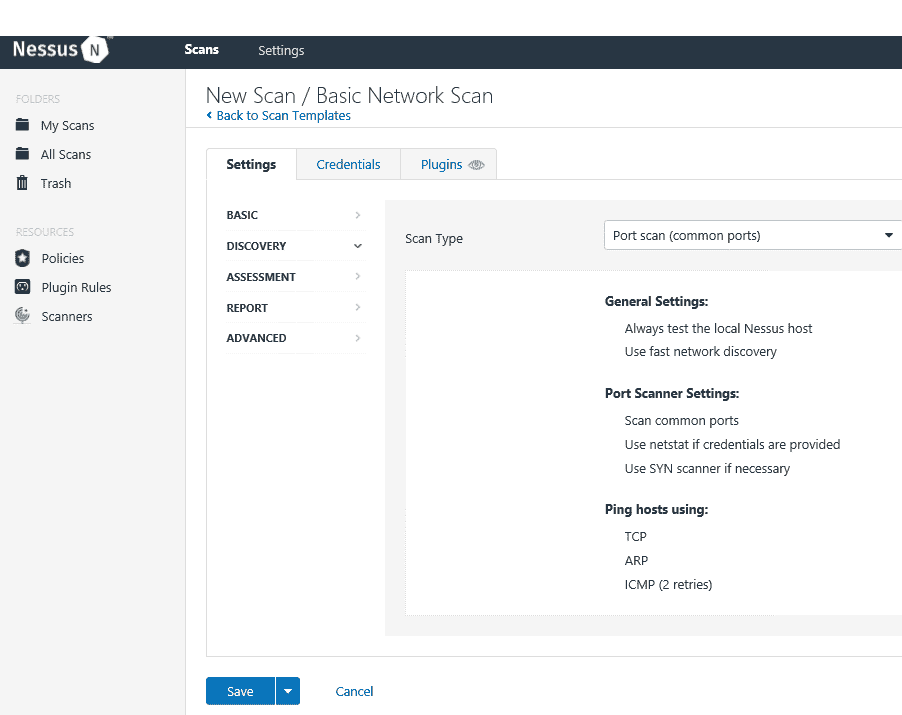 Nessus N
Scans
Settings
FOLDERS
My Scans
All Scans
Trash
RESOURCES
Policies
Plugin Rules
Scanners
New Scan / Basic Network Scan
Back to Scan Templates
Settings
Credentials
Plugins
BASIC
DISCOVERY
ASSESSMENT
REPORT
ADVANCED
Scan Type
Port scan (common ports)
General Settings:
Always test the local Nessus host
Use fast network discovery
Port Scanner Settings:
Scan common ports
Use netstat if credentials are provided
Use SYN scanner if necessary
Ping hosts using:
TCP
ARP
ICMP (2 retries)
Save
Cancel